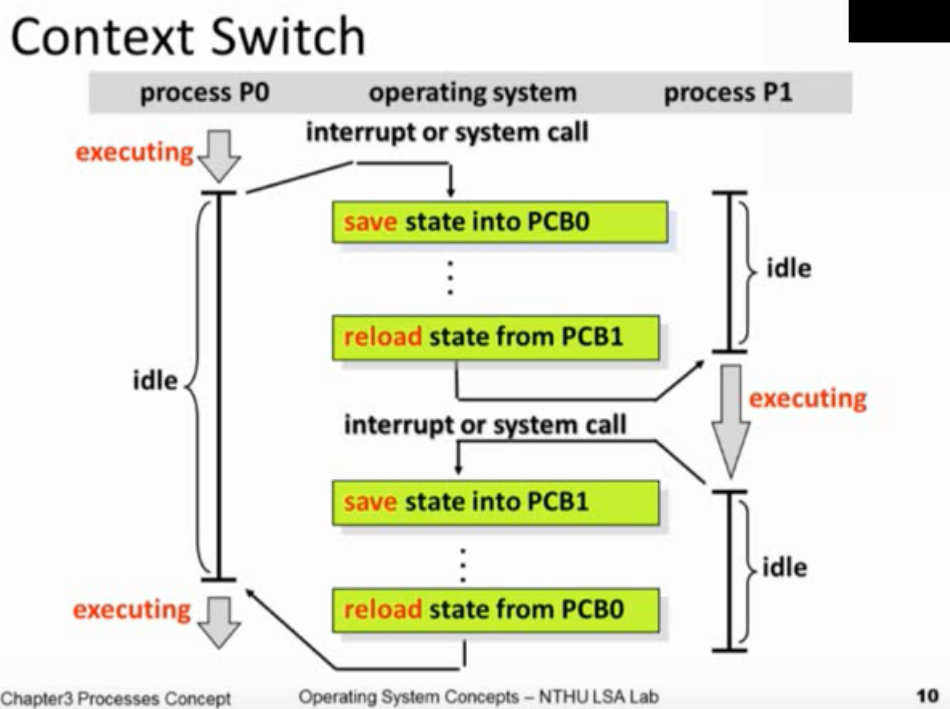 Context Switch
process P0 operating system process P1
interrupt or system call
executing
save state into PCB0
idle
reload state from PCB1
idle
executing
interrupt or system call
save state into PCB1
idle
executing
reload state from PCB0
Chapter3 Processes Concept Operating System Concepts – NTHU LSA Lab 10